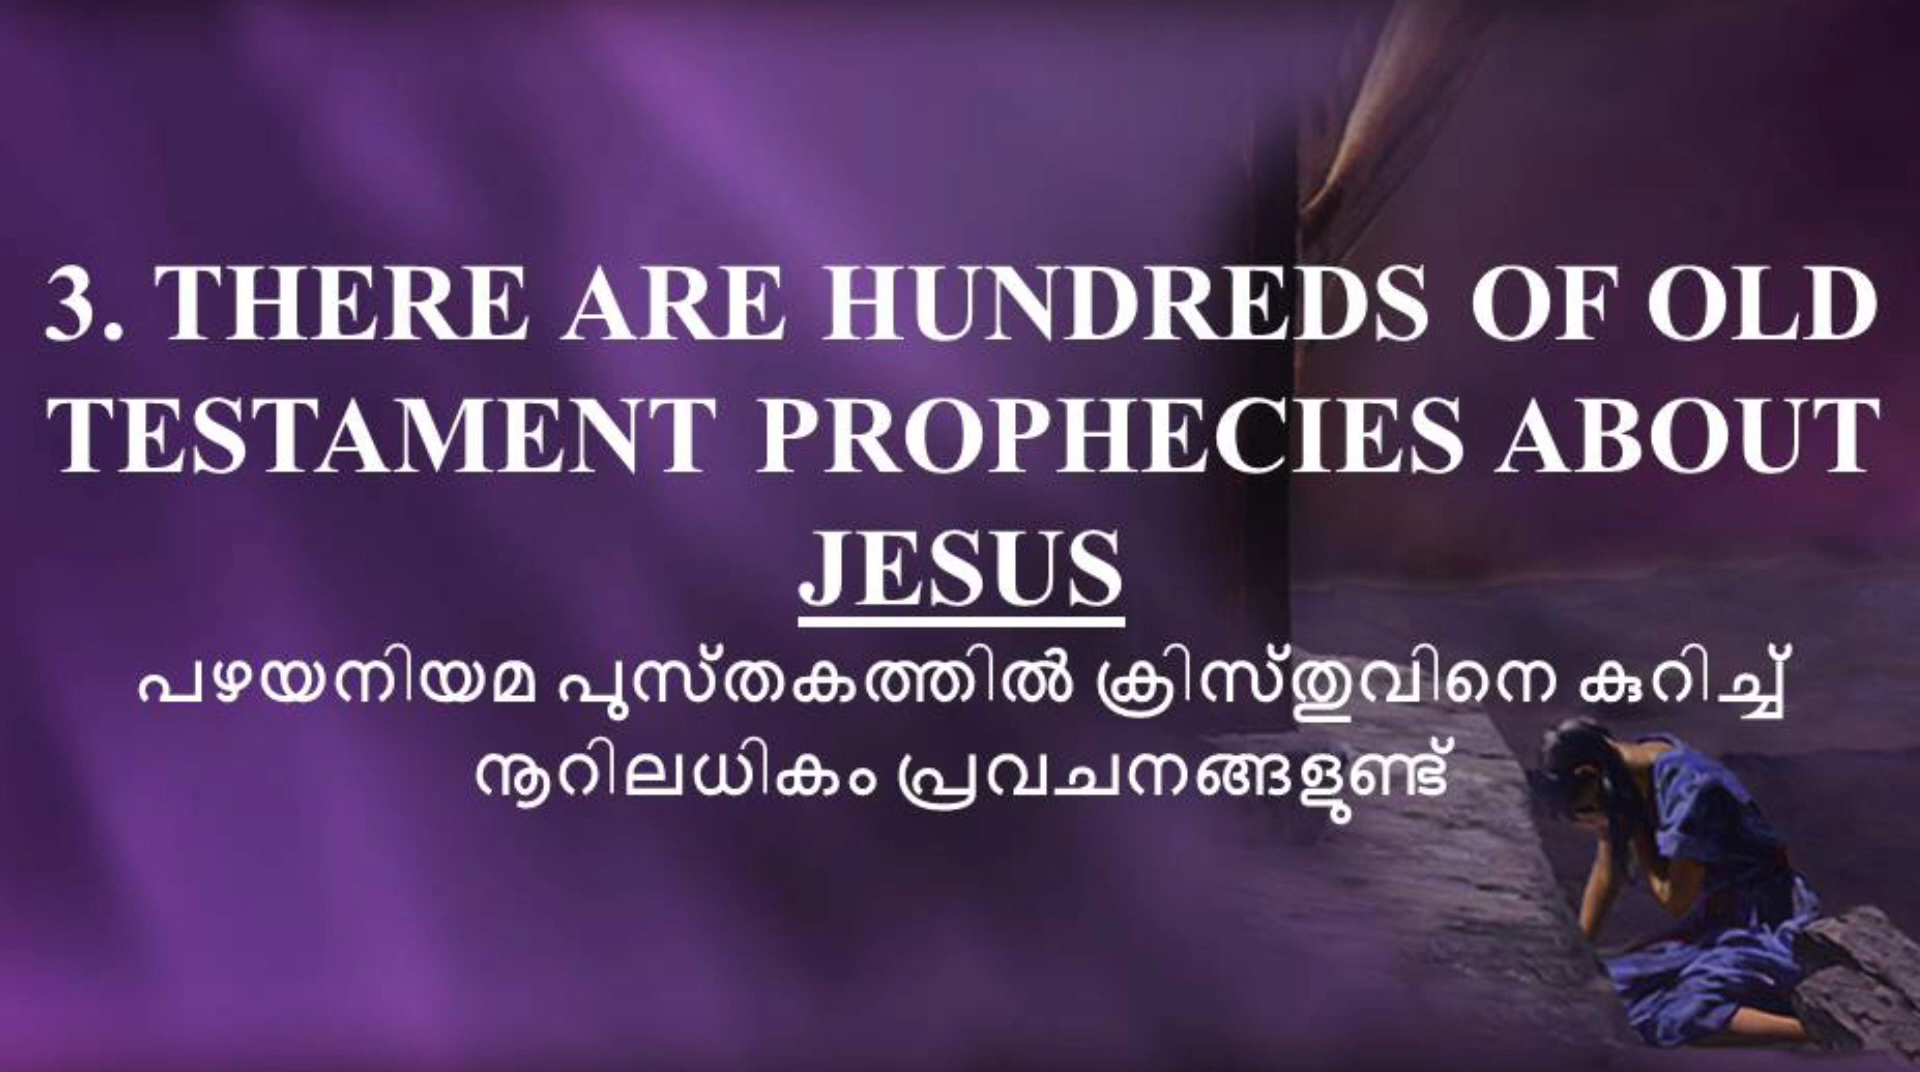 3. THERE ARE HUNDREDS OF OLD
TESTAMENT PROPHECIES ABOUT
JESUS
പഴയനിയമ പുസ്തകത്തിൽ ക്രിസ്തുവിനെ കുറിച്ച്
നൂറിലധികം പ്രവചനങ്ങളുണ്ട്